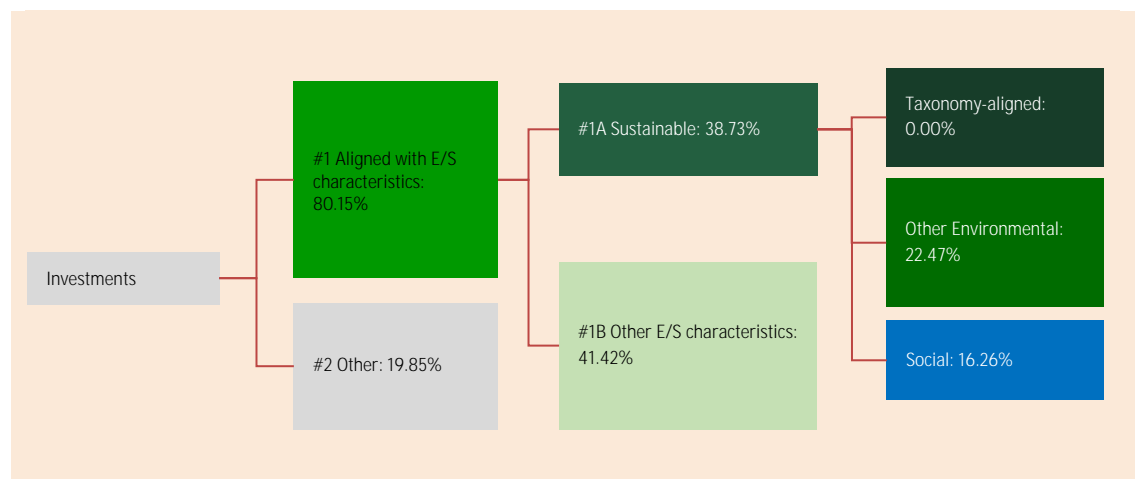 Investments
#1 Aligned with E/S
characteristics:
80.15%
#2 Other: 19.85%
#1A Sustainable: 38.73%
#1B Other E/S characteristics:
41.42%
Taxonomy-aligned:
0.00%
Other Environmental:
22.47%
Social: 16.26%